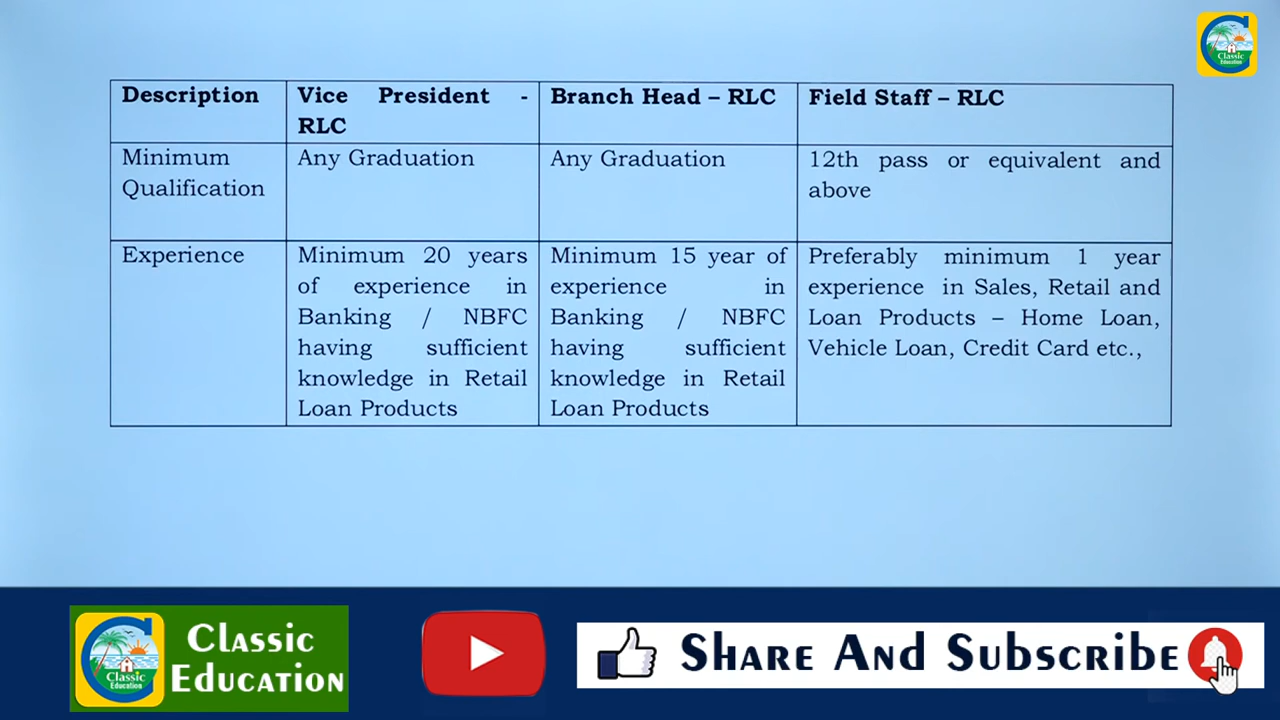 Classic
Education
Description
Vice President -
RLC
Branch Head – RLC
Field Staff – RLC
Minimum
Qualification
Any Graduation
Any Graduation
12th pass or equivalent and
above
Experience
Minimum 20 years
of experience in
Banking / NBFC
having sufficient
knowledge in Retail
Loan Products
Minimum 15 year of
experience in
Banking / NBFC
having sufficient
knowledge in Retail
Loan Products
Preferably minimum 1 year
experience in Sales, Retail and
Loan Products – Home Loan,
Vehicle Loan, Credit Card etc.,
Classic
Education
Classic
Education
Share And Subscribe